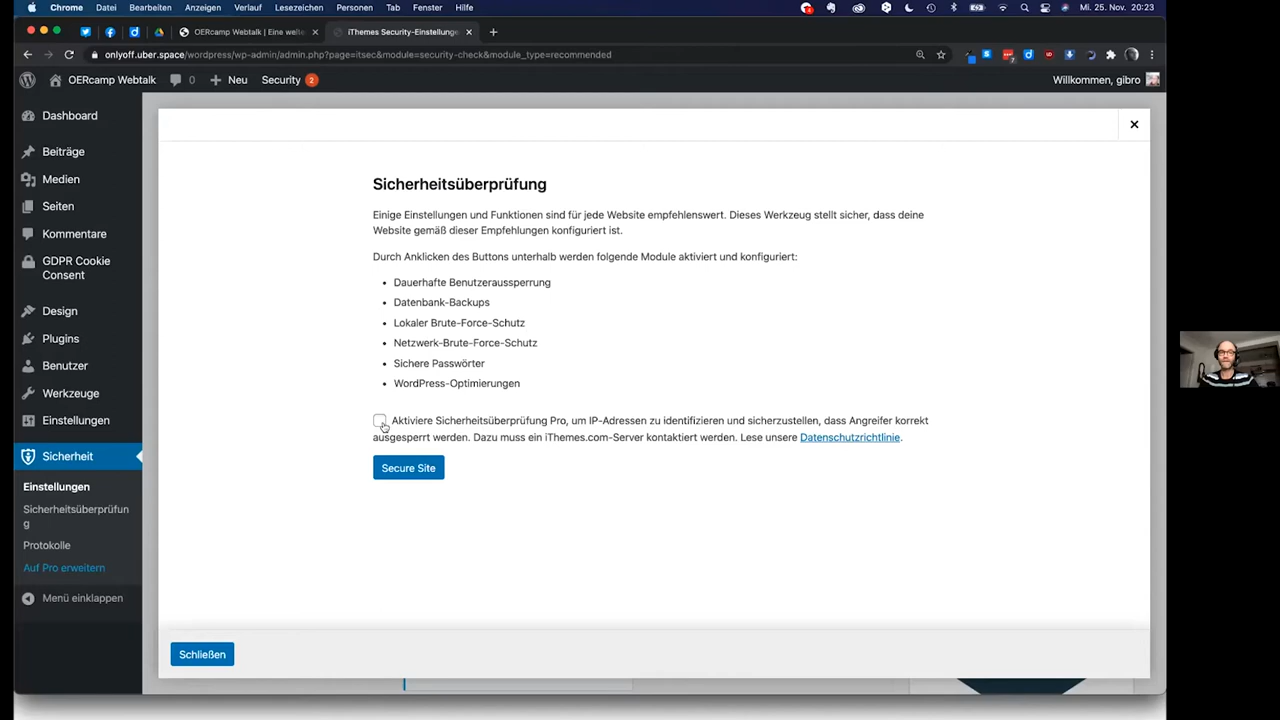 Chrome Datei Bearbeiten Anzeigen Verlauf Lesezeichen Personen Tab Fenster Hilfe Mi. 25. Nov. 20:23
OERcamp Webtalk | Eine welt iThemes Security-Einstellunge
onlyoff.uber.space/wordpress/wp-admin/admin.php?page=itsec&module=security-check&module_type=recommended
OERcamp Webtalk 0 Neu Security 2 Willkommen, gibro
Dashboard
Beiträge
Medien
Seiten
Kommentare
GDPR Cookie
Consent
Design
Plugins
Benutzer
Werkzeuge
Einstellungen
Sicherheit
Einstellungen
Sicherheitsüberprüfun
g
Protokolle
Auf Pro erweitern
Menü einklappen
Sicherheitsüberprüfung
Einige Einstellungen und Funktionen sind für jede Website empfehlenswert. Dieses Werkzeug stellt sicher, dass deine
Website gemäß dieser Empfehlungen konfiguriert ist.
Durch Anklicken des Buttons unterhalb werden folgende Module aktiviert und konfiguriert:
• Dauerhafte Benutzeraussperrung
• Datenbank-Backups
• Lokaler Brute-Force-Schutz
• Netzwerk-Brute-Force-Schutz
• Sichere Passwörter
• WordPress-Optimierungen
Aktiviere Sicherheitsüberprüfung Pro, um IP-Adressen zu identifizieren und sicherzustellen, dass Angreifer korrekt
ausgesperrt werden. Dazu muss ein iThemes.com-Server kontaktiert werden. Lese unsere Datenschutzrichtlinie.
Secure Site
Schließen